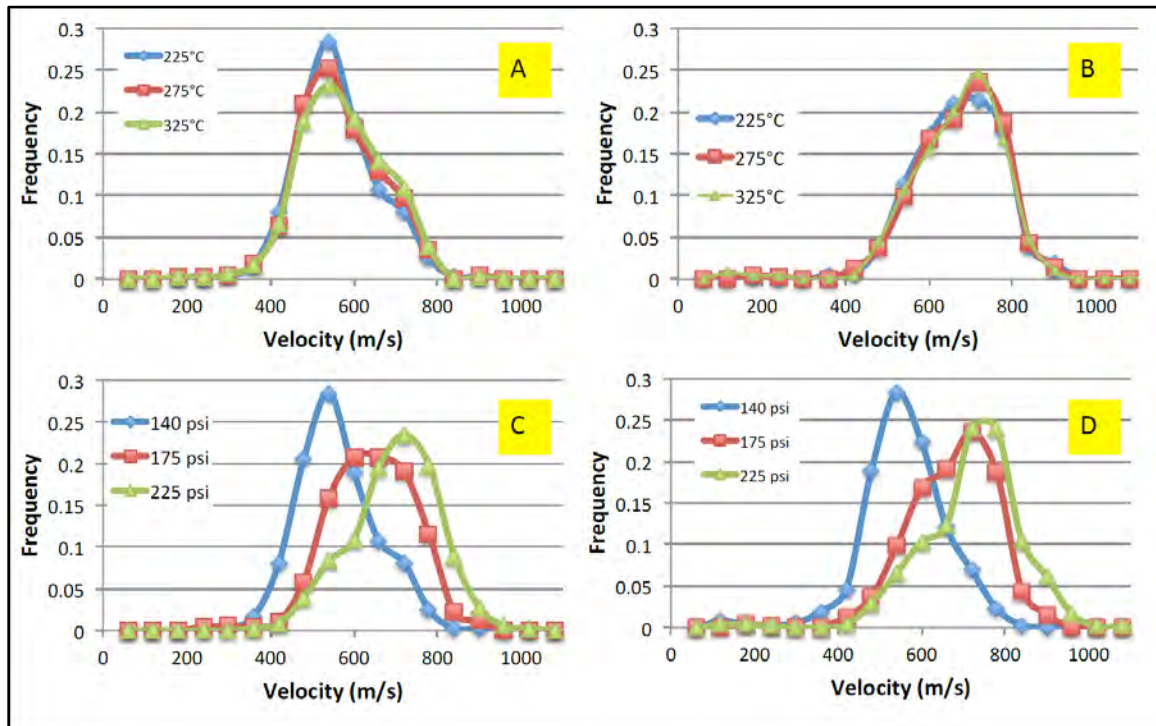 0.3
0.25
0.2
0.15
0.1
0.05
0
Frequency
225°C
275°C
325°C
A
0 200 400 600 800 1000
Velocity (m/s)
0.3
0.25
0.2
0.15
0.1
0.05
0
Frequency
225°C
275°C
325°C
B
0 200 400 600 800 1000
Velocity (m/s)
0.3
0.25
0.2
0.15
0.1
0.05
0
Frequency
140 psi
175 psi
225 psi
C
0 200 400 600 800 1000
Velocity (m/s)
0.3
0.25
0.2
0.15
0.1
0.05
0
Frequency
140 psi
175 psi
225 psi
D
0 200 400 600 800 1000
Velocity (m/s)